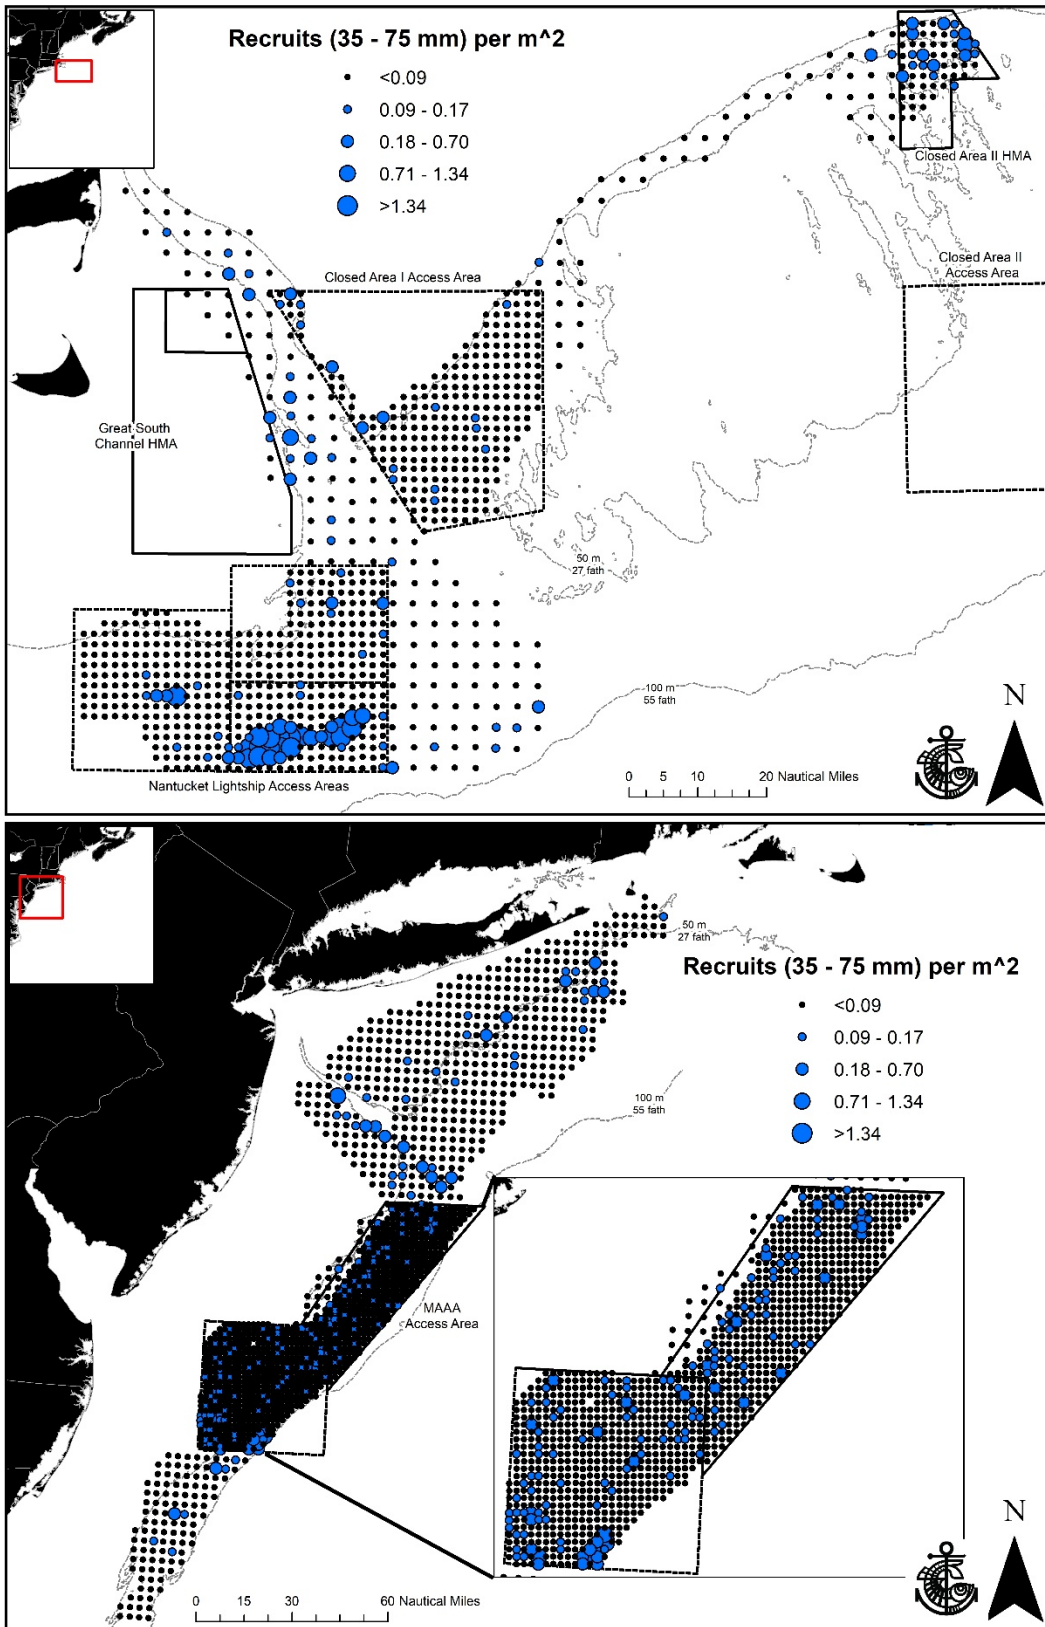 Recruits (35 - 75 mm) per m^2
<0.09
0.09 - 0.17
0.18 - 0.70
0.71 - 1.34
>1.34
Closed Area II HMA
Closed Area II
Access Area
Closed Area I Access Area
Great South
Channel HMA
50 m
27 fath
100 m
55 fath
N
Nantucket Lightship Access Areas
0 5 10 20 Nautical Miles
50 m
27 fath
Recruits (35 - 75 mm) per m^2
<0.09
0.09 - 0.17
0.18 - 0.70
0.71 - 1.34
>1.34
100 m
55 fath
MAAA
Access Area
N
0 15 30 60 Nautical Miles